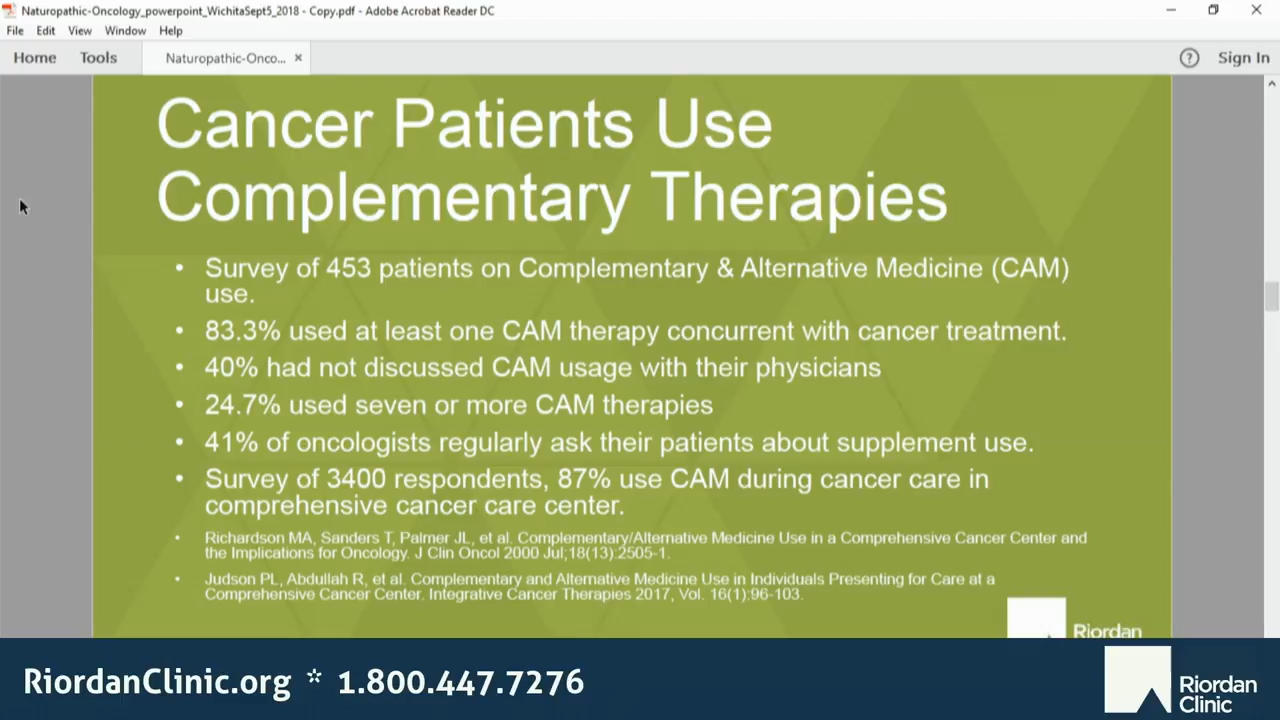 Naturopathic-Oncology_powerpoint_WichitaSept5_2018 - Copy.pdf - Adobe Acrobat Reader DC
File Edit View Window Help
Home Tools Naturopathic-Onco... × ? Sign In
Cancer Patients Use
Complementary Therapies
• Survey of 453 patients on Complementary & Alternative Medicine (CAM)
use.
• 83.3% used at least one CAM therapy concurrent with cancer treatment.
• 40% had not discussed CAM usage with their physicians
• 24.7% used seven or more CAM therapies
• 41% of oncologists regularly ask their patients about supplement use.
• Survey of 3400 respondents, 87% use CAM during cancer care in
comprehensive cancer care center.
• Richardson MA, Sanders T, Palmer JL, et al. Complementary/Alternative Medicine Use in a Comprehensive Cancer Center and
the Implications for Oncology. J Clin Oncol 2000 Jul;18(13):2505-1.
• Judson PL, Abdullah R, et al. Complementary and Alternative Medicine Use in Individuals Presenting for Care at a
Comprehensive Cancer Center. Integrative Cancer Therapies 2017, Vol. 16(1):96-103.
Riordan
RiordanClinic.org * 1.800.447.7276
Riordan
Clinic